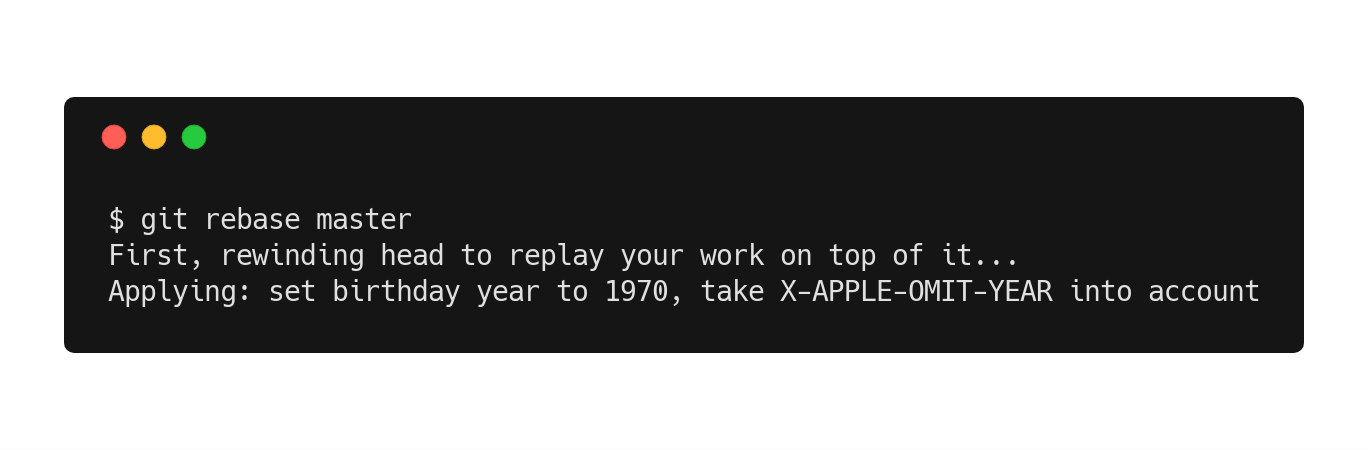 $ git rebase master
First, rewinding head to replay your work on top of it...
Applying: set birthday year to 1970, take X-APPLE-OMIT-YEAR into account